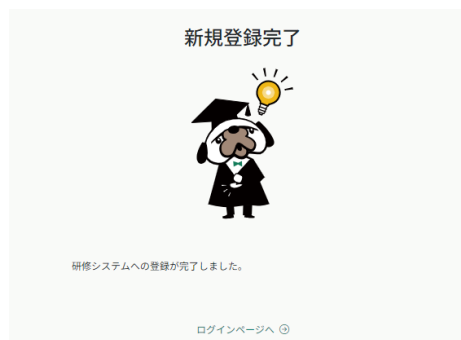 新規登録完了
研修システムへの登録が完了しました。
ログインページへ